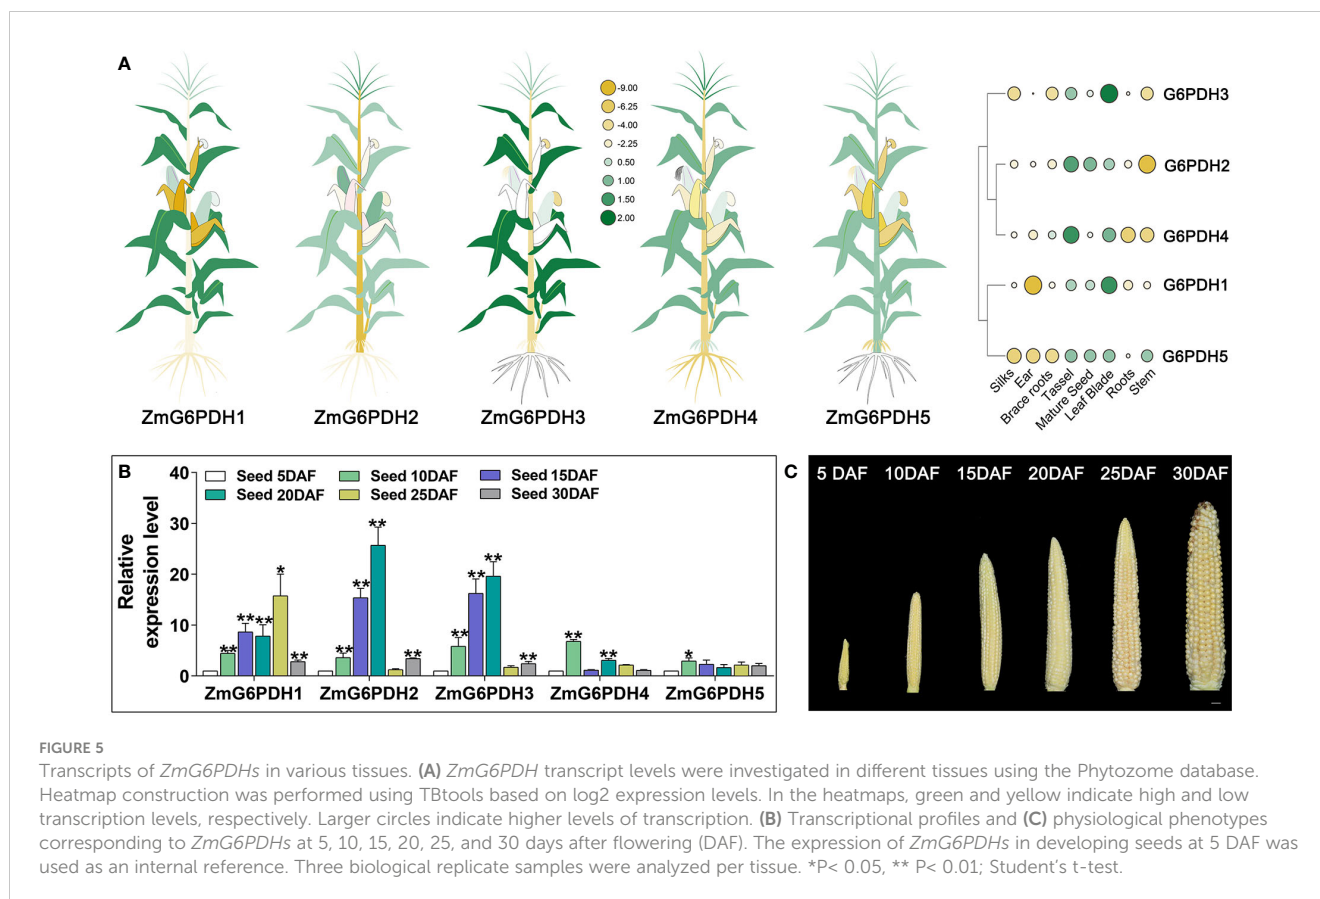 A
-9.00
-6.25
-4.00
-2.25
0.50
1.00
1.50
2.00
ZmG6PDH1
ZmG6PDH2
ZmG6PDH3
ZmG6PDH4
ZmG6PDH5
G6PDH3
G6PDH2
G6PDH4
G6PDH1
G6PDH5
Silks
Ear
Brace roots
Tassel
Mature Seed
Leaf Blade
Roots
Stem
B
Relative
expression level
40
30
20
10
0
Seed 5DAF
Seed 10DAF
Seed 15DAF
Seed 20DAF
Seed 25DAF
Seed 30DAF
** ** ** * **
** ** ** **
** ** ** **
** **
*
ZmG6PDH1
ZmG6PDH2
ZmG6PDH3
ZmG6PDH4
ZmG6PDH5
C
5 DAF
10DAF
15DAF
20DAF
25DAF
30DAF
FIGURE 5
Transcripts of ZmG6PDHs in various tissues. (A) ZmG6PDH transcript levels were investigated in different tissues using the Phytozome database.
Heatmap construction was performed using TBtools based on log2 expression levels. In the heatmaps, green and yellow indicate high and low
transcription levels, respectively. Larger circles indicate higher levels of transcription. (B) Transcriptional profiles and (C) physiological phenotypes
corresponding to ZmG6PDHs at 5, 10, 15, 20, 25, and 30 days after flowering (DAF). The expression of ZmG6PDHs in developing seeds at 5 DAF was
used as an internal reference. Three biological replicate samples were analyzed per tissue. *P< 0.05, ** P< 0.01; Student's t-test.